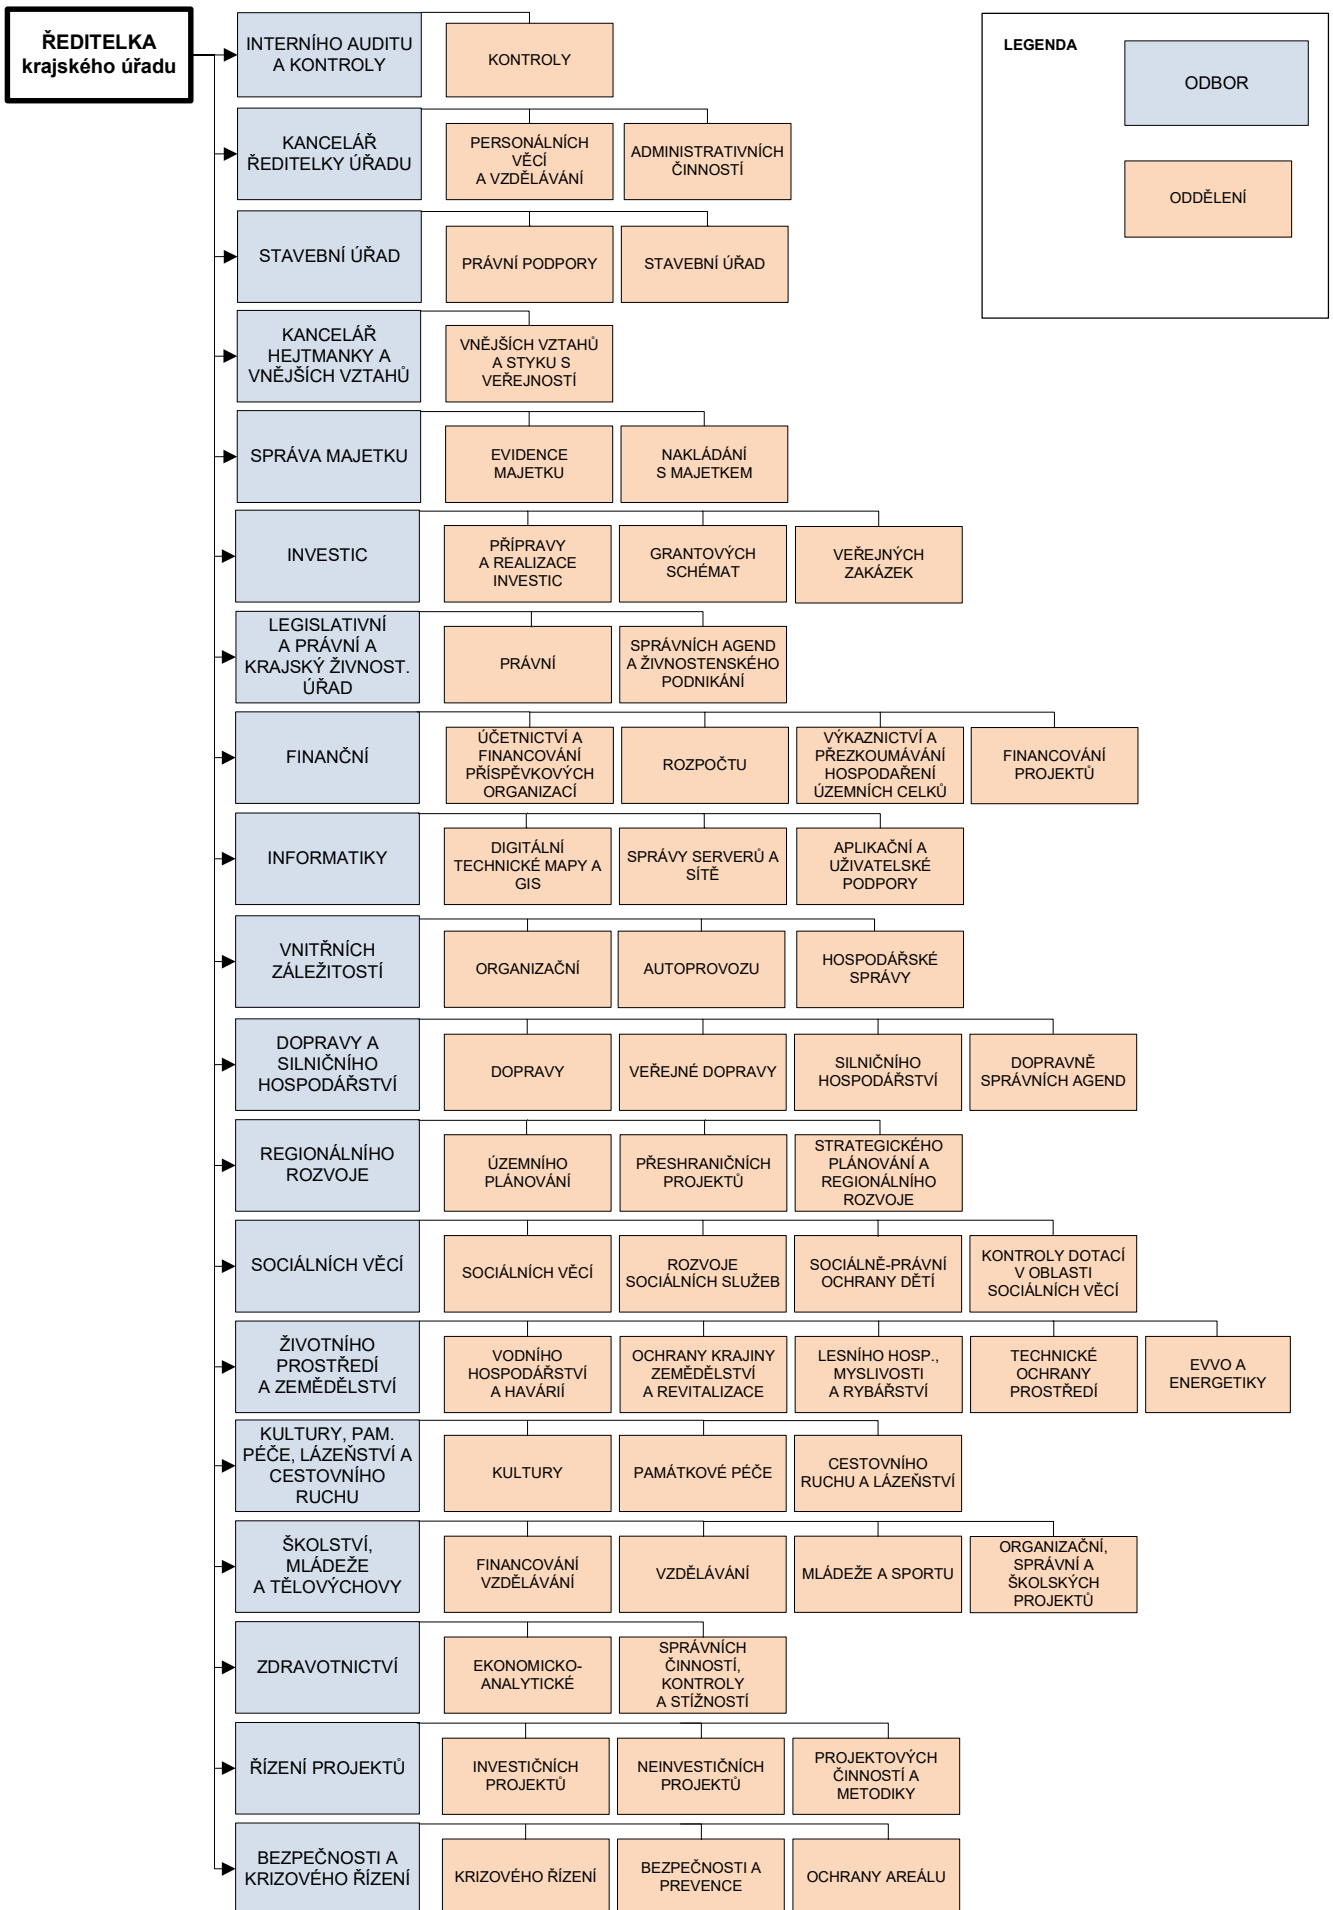 ŘEDITELKA
krajského úřadu
LEGENDA
ODBOR
ODDĚLENÍ
INTERNÍHO AUDITU
A KONTROLY
KONTROLY
KANCELÁŘ
ŘEDITELKY ÚŘADU
PERSONÁLNÍCH
VĚCÍ
A VZDĚLÁVÁNÍ
ADMINISTRATIVNÍCH
ČINNOSTÍ
STAVEBNÍ ÚŘAD
PRÁVNÍ PODPORY
STAVEBNÍ ÚŘAD
KANCELÁŘ
HEJTMANKY A
VNĚJŠÍCH VZTAHŮ
VNĚJŠÍCH VZTAHŮ
A STYKU S
VEŘEJNOSTÍ
SPRÁVA MAJETKU
EVIDENCE
MAJETKU
NAKLÁDÁNÍ
S MAJETKEM
INVESTIC
PŘÍPRAVY
A REALIZACE
INVESTIC
GRANTOVÝCH
SCHÉMAT
VEŘEJNÝCH
ZAKÁZEK
LEGISLATIVNÍ
A PRÁVNÍ A
KRAJSKÝ ŽIVNOST.
ÚŘAD
PRÁVNÍ
SPRÁVNÍCH AGEND
A ŽIVNOSTENSKÉHO
PODNIKÁNÍ
FINANČNÍ
ÚČETNICTVÍ A
FINANCOVÁNÍ
PŘÍSPĚVKOVÝCH
ORGANIZACÍ
ROZPOČTU
VÝKAZNICTVÍ A
PŘEZKOUMÁVÁNÍ
HOSPODAŘENÍ
ÚZEMNÍCH CELKŮ
FINANCOVÁNÍ
PROJEKTŮ
INFORMATIKY
DIGITÁLNÍ
TECHNICKÉ MAPY A
GIS
SPRÁVY SERVERŮ A
SÍTĚ
APLIKAČNÍ A
UŽIVATELSKÉ
PODPORY
VNITŘNÍCH
ZÁLEŽITOSTÍ
ORGANIZAČNÍ
AUTOPROVOZU
HOSPODÁŘSKÉ
SPRÁVY
DOPRAVY A
SILNIČNÍHO
HOSPODÁŘSTVÍ
DOPRAVY
VEŘEJNÉ DOPRAVY
SILNIČNÍHO
HOSPODÁŘSTVÍ
DOPRAVNĚ
SPRÁVNÍCH AGEND
REGIONÁLNÍHO
ROZVOJE
ÚZEMNÍHO
PLÁNOVÁNÍ
PŘESHRANIČNÍCH
PROJEKTŮ
STRATEGICKÉHO
PLÁNOVÁNÍ A
REGIONÁLNÍHO
ROZVOJE
SOCIÁLNÍCH VĚCÍ
SOCIÁLNÍCH VĚCÍ
ROZVOJE
SOCIÁLNÍCH SLUŽEB
SOCIÁLNĚ-PRÁVNÍ
OCHRANY DĚTÍ
KONTROLY DOTACÍ
V OBLASTI
SOCIÁLNÍCH VĚCÍ
ŽIVOTNÍHO
PROSTŘEDÍ
A ZEMĚDĚLSTVÍ
VODNÍHO
HOSPODÁŘSTVÍ
A HAVÁRIÍ
OCHRANY KRAJINY
ZEMĚDĚLSTVÍ
A REVITALIZACE
LESNÍHO HOSP.,
MYSLIVOSTI
A RYBÁŘSTVÍ
TECHNICKÉ
OCHRANY
PROSTŘEDÍ
EVVO A
ENERGETIKY
KULTURY, PAM.
PÉČE, LÁZEŇSTVÍ A
CESTOVNÍHO
RUCHU
KULTURY
PAMÁTKOVÉ PÉČE
CESTOVNÍHO
RUCHU A LÁZEŇSTVÍ
ŠKOLSTVÍ,
MLÁDEŽE
A TĚLOVÝCHOVY
FINANCOVÁNÍ
VZDĚLÁVÁNÍ
VZDĚLÁVÁNÍ
MLÁDEŽE A SPORTU
ORGANIZAČNÍ,
SPRÁVNÍ A
ŠKOLSKÝCH
PROJEKTŮ
ZDRAVOTNICTVÍ
EKONOMICKO-
ANALYTICKÉ
SPRÁVNÍCH
ČINNOSTÍ,
KONTROLY
A STÍŽNOSTÍ
ŘÍZENÍ PROJEKTŮ
INVESTIČNÍCH
PROJEKTŮ
NEINVESTIČNÍCH
PROJEKTŮ
PROJEKTOVÝCH
ČINNOSTÍ A
METODIKY
BEZPEČNOSTI A
KRIZOVÉHO ŘÍZENÍ
KRIZOVÉHO ŘÍZENÍ
BEZPEČNOSTI A
PREVENCE
OCHRANY AREÁLU